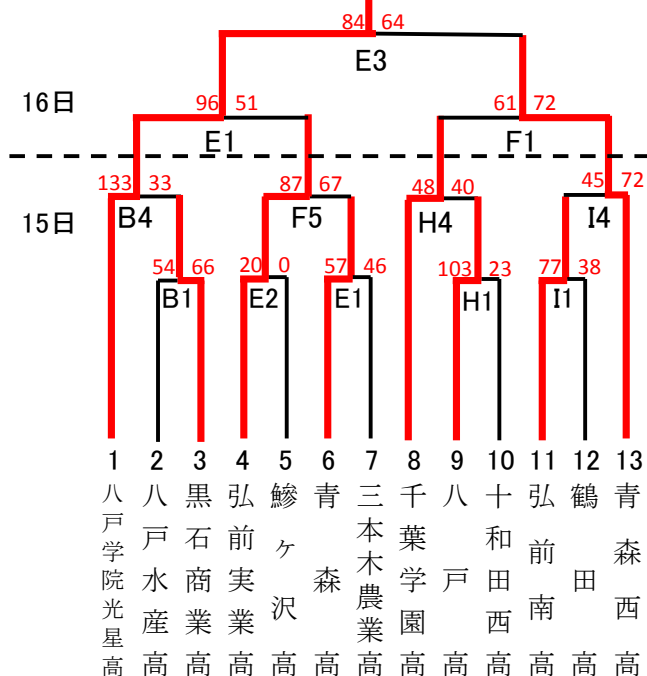 84 64
E3
16日
96 51
61 72
E1
F1
133 33
87 67
48 40
45 72
15日
B4
F5
H4
I4
54 66
20 0
57 46
103 23
77 38
B1
E2
E1
H1
I1
1 2 3 4 5 6 7 8 9 10 11 12 13
八戸学院光星高
八戸水産高
黒石商業高
弘前実業高
鰺ヶ沢高
青森高
三本木農業高
千葉学園高
八戸高
十和田西高
弘前南高
鶴田高
青森西高